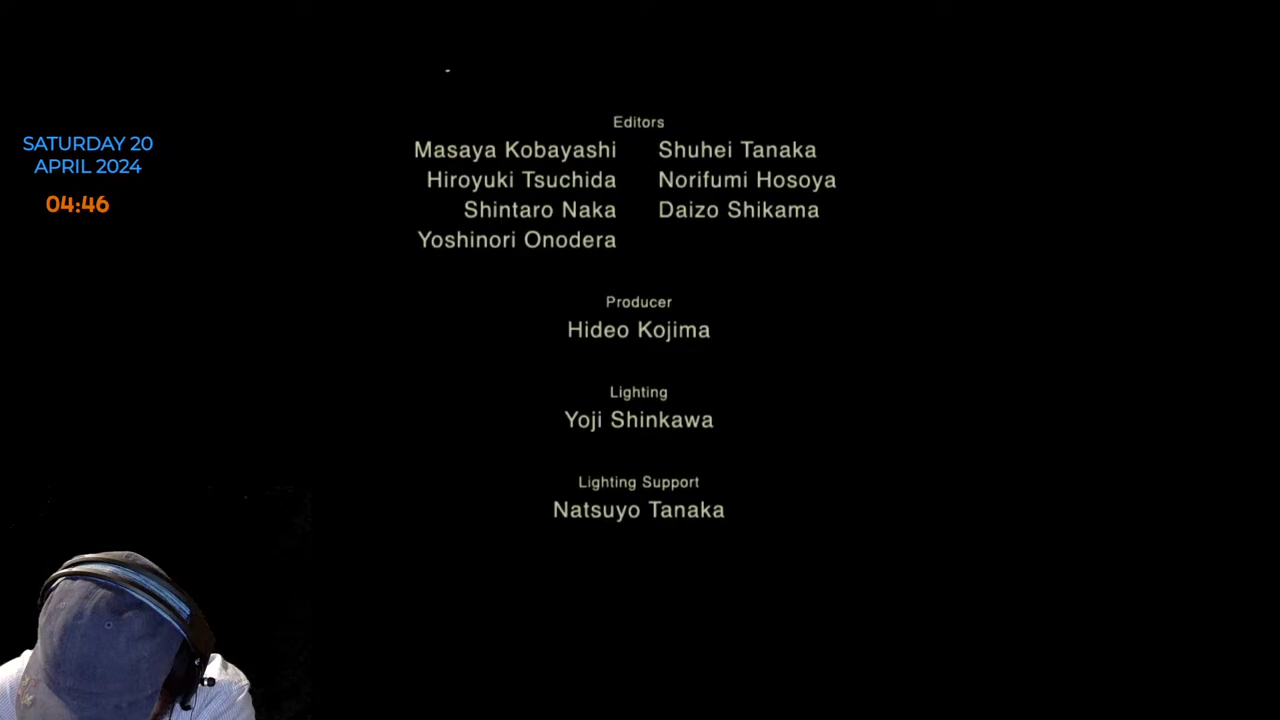 SATURDAY 20
APRIL 2024
04:46
Editors
Masaya Kobayashi Shuhei Tanaka
Hiroyuki Tsuchida Norifumi Hosoya
Shintaro Naka Daizo Shikama
Yoshinori Onodera
Producer
Hideo Kojima
Lighting
Yoji Shinkawa
Lighting Support
Natsuyo Tanaka